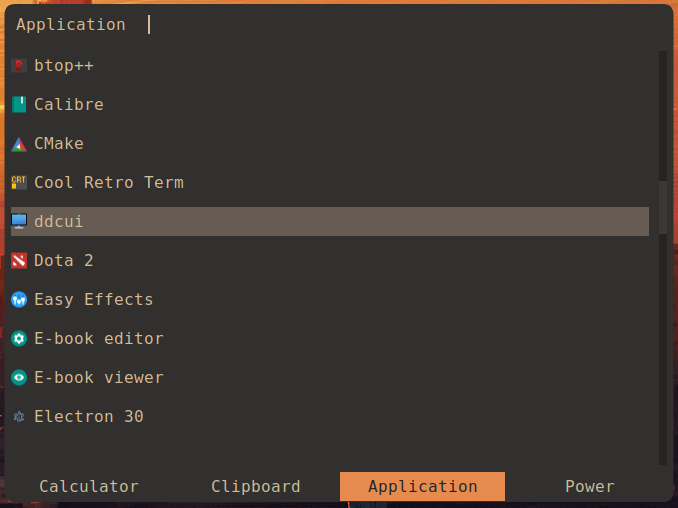 Application
btop++
Calibre
CMake
CRT
Cool Retro Term
ddcui
Dota 2
Easy Effects
E-book editor
E-book viewer
Electron 30
Calculator Clipboard Application Power